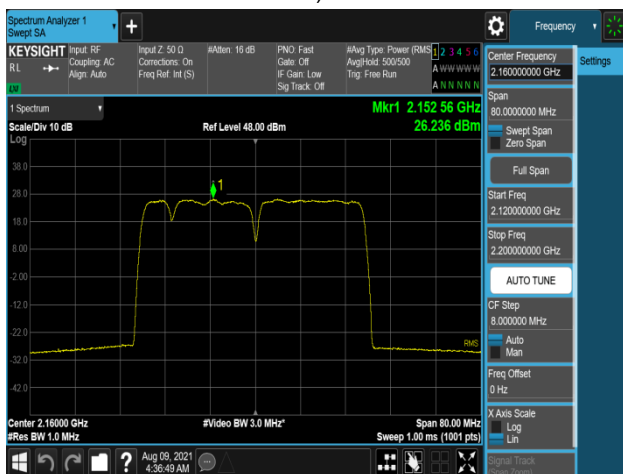 Spectrum Analyzer 1
Swept SA
+
Frequency
KEYSIGHT
RL
Input: RF
Coupling: AC
Align: Auto
Input Z: 50 Ω
Corrections: On
Freq Ref: Int (S)
#Atten: 16 dB
PNO: Fast
Gate: Off
IF Gain: Low
Sig Track: Off
#Avg Type: Power (RMS
Avg|Hold: 500/500
Trig: Free Run
1 2 3 4 5 6
A W W W W W
A N N N N N
LXI
Center Frequency
2.160000000 GHz
Settings
Span
80.0000000 MHz
Swept Span
Zero Span
Full Span
Start Freq
2.120000000 GHz
Stop Freq
2.200000000 GHz
AUTO TUNE
CF Step
8.000000 MHz
Auto
Man
Freq Offset
0 Hz
X Axis Scale
Log
Lin
Signal Track
(Span Zoom)
1 Spectrum
Mkr1 2.152 56 GHz
Scale/Div 10 dB
Ref Level 48.00 dBm
26.236 dBm
Log
38.0
28.0
1
18.0
8.00
-2.00
-12.0
-22.0
RMS
-32.0
-42.0
Center 2.16000 GHz
#Video BW 3.0 MHz*
Span 80.00 MHz
#Res BW 1.0 MHz
Sweep 1.00 ms (1001 pts)
?
Aug 09, 2021
4:36:49 AM